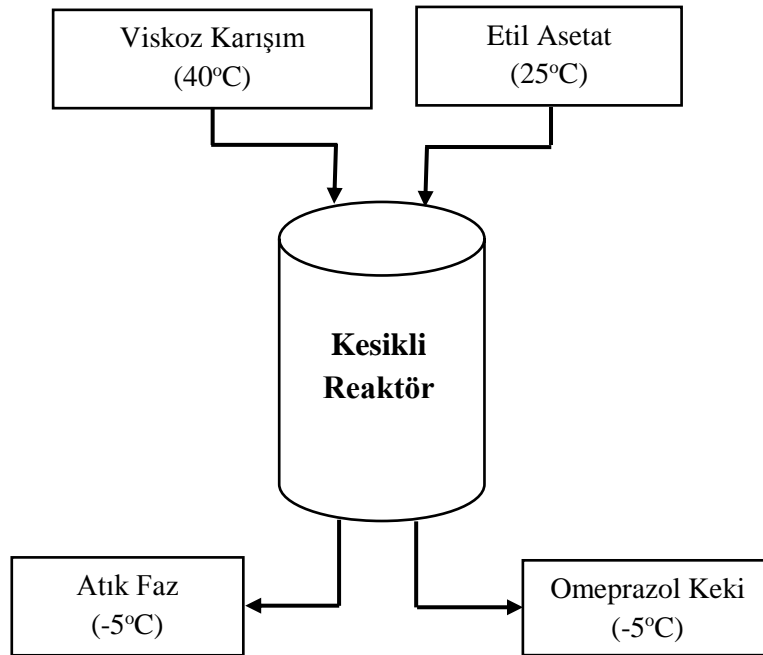 Viskoz Karışım
(40°C)
Etil Asetat
(25°C)
Kesikli
Reaktör
Atık Faz
(-5°C)
Omeprazol Keki
(-5°C)